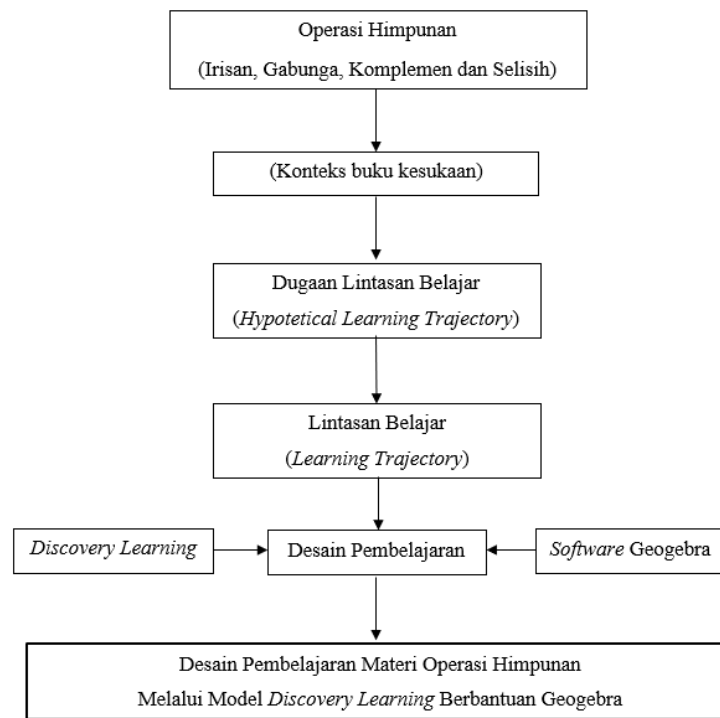 Operasi Himpunan
(Irisan, Gabunga, Komplemen dan Selisih)
(Konteks buku kesukaan)
Dugaan Lintasan Belajar
(Hypotetical Learning Trajectory)
Lintasan Belajar
(Learning Trajectory)
Discovery Learning
Desain Pembelajaran
Software Geogebra
Desain Pembelajaran Materi Operasi Himpunan
Melalui Model Discovery Learning Berbantuan Geogebra